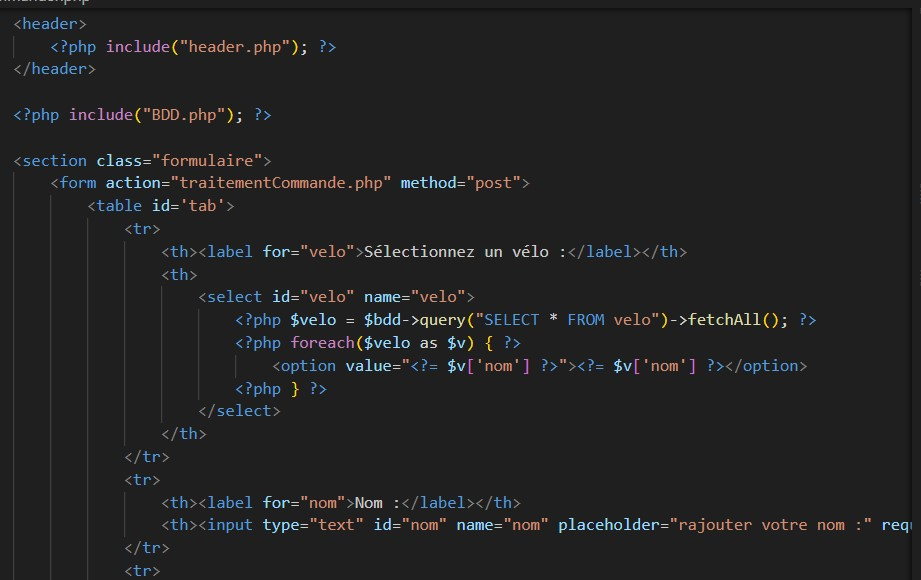 <header>
<?php include("header.php"); ?>
</header>
<?php include("BDD.php"); ?>
<section class="formulaire">
<form action="traitementCommande.php" method="post">
<table id='tab'>
<tr>
<th><label for="velo">Sélectionnez un vélo :</label></th>
<th>
<select id="velo" name="velo">
<?php $velo = $bdd->query("SELECT * FROM velo")->fetchAll(); ?>
<?php foreach($velo as $v) { ?>
<option value="<?= $v['nom'] ?>"><?= $v['nom'] ?></option>
<?php } ?>
</select>
</th>
</tr>
<tr>
<th><label for="nom">Nom :</label></th>
<th><input type="text" id="nom" name="nom" placeholder="rajouter votre nom :" requ
</tr>
<tr>